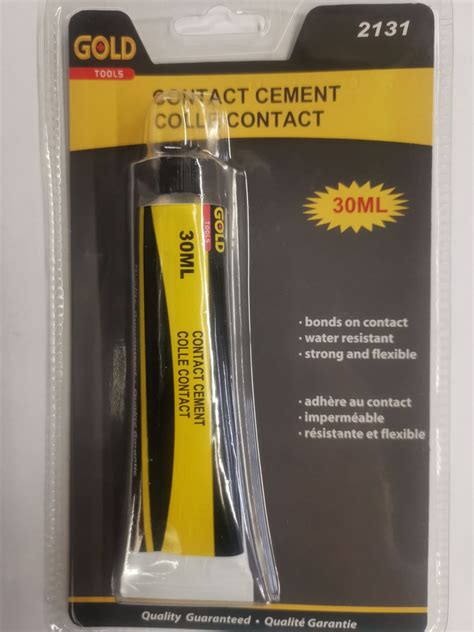 GOLD
TOOLS
2131
CONTACT CEMENT
COLLE CONTACT
30ML
GOLD
TOOLS
30ML
CONTACT CEMENT
COLLE CONTACT
• bonds on contact
• water resistant
• strong and flexible
• adhère au contact
• imperméable
• résistante et flexible
Quality Guaranteed • Qualité Garantie